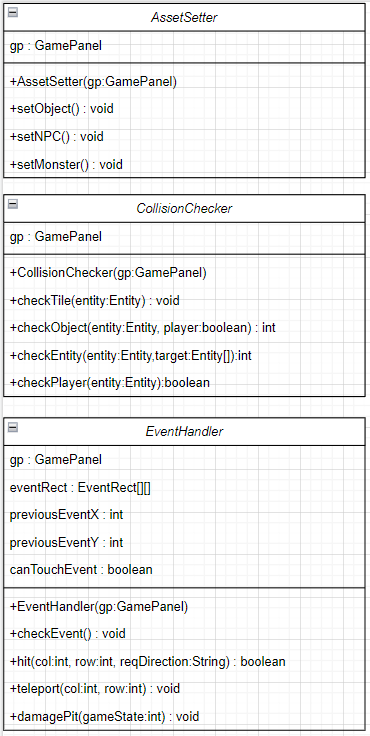 AssetSetter
gp : GamePanel
+AssetSetter(gp:GamePanel)
+setObject() : void
+setNPC() : void
+setMonster() : void
CollisionChecker
gp : GamePanel
+CollisionChecker(gp:GamePanel)
+checkTile(entity:Entity) : void
+checkObject(entity:Entity, player:boolean) : int
+checkEntity(entity:Entity,target:Entity[]):int
+checkPlayer(entity:Entity):boolean
EventHandler
gp : GamePanel
eventRect : EventRect[][]
previousEventX : int
previousEventY : int
canTouchEvent : boolean
+EventHandler(gp:GamePanel)
+checkEvent() : void
+hit(col:int, row:int, reqDirection:String) : boolean
+teleport(col:int, row:int) : void
+damagePit(gameState:int) : void